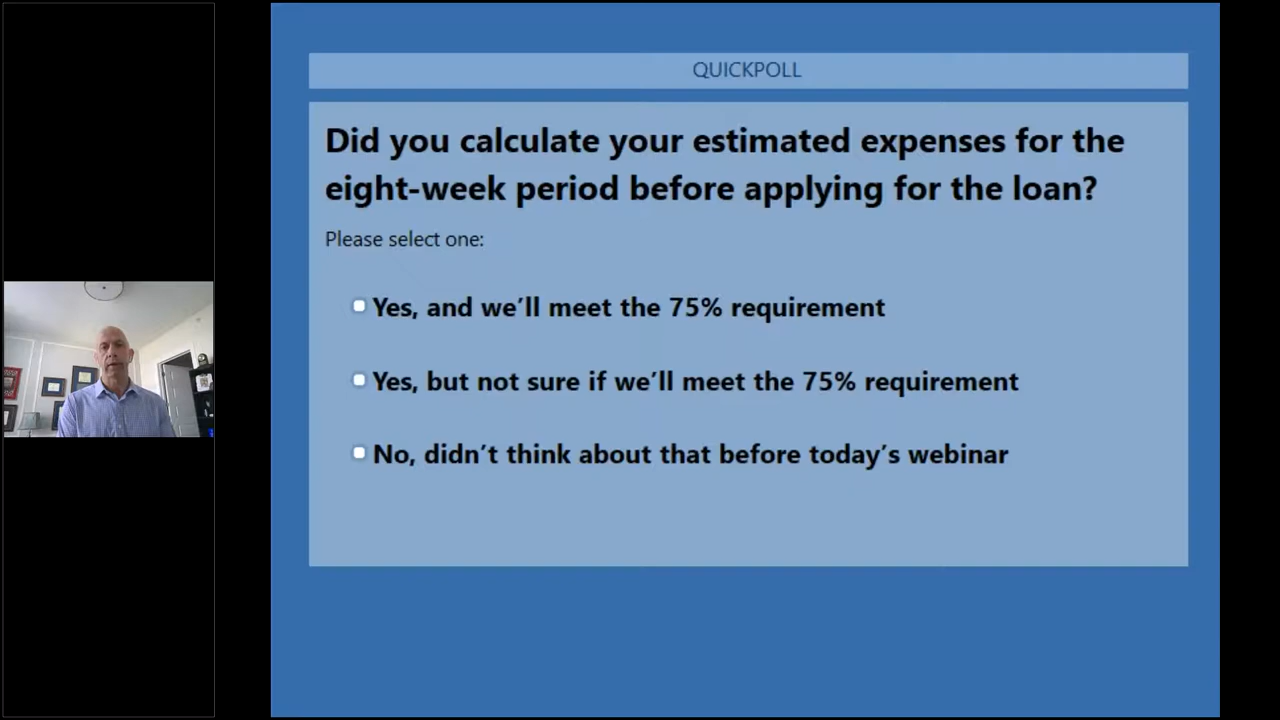 QUICKPOLL
Did you calculate your estimated expenses for the
eight-week period before applying for the loan?
Please select one:
Yes, and we’ll meet the 75% requirement
Yes, but not sure if we’ll meet the 75% requirement
No, didn’t think about that before today’s webinar